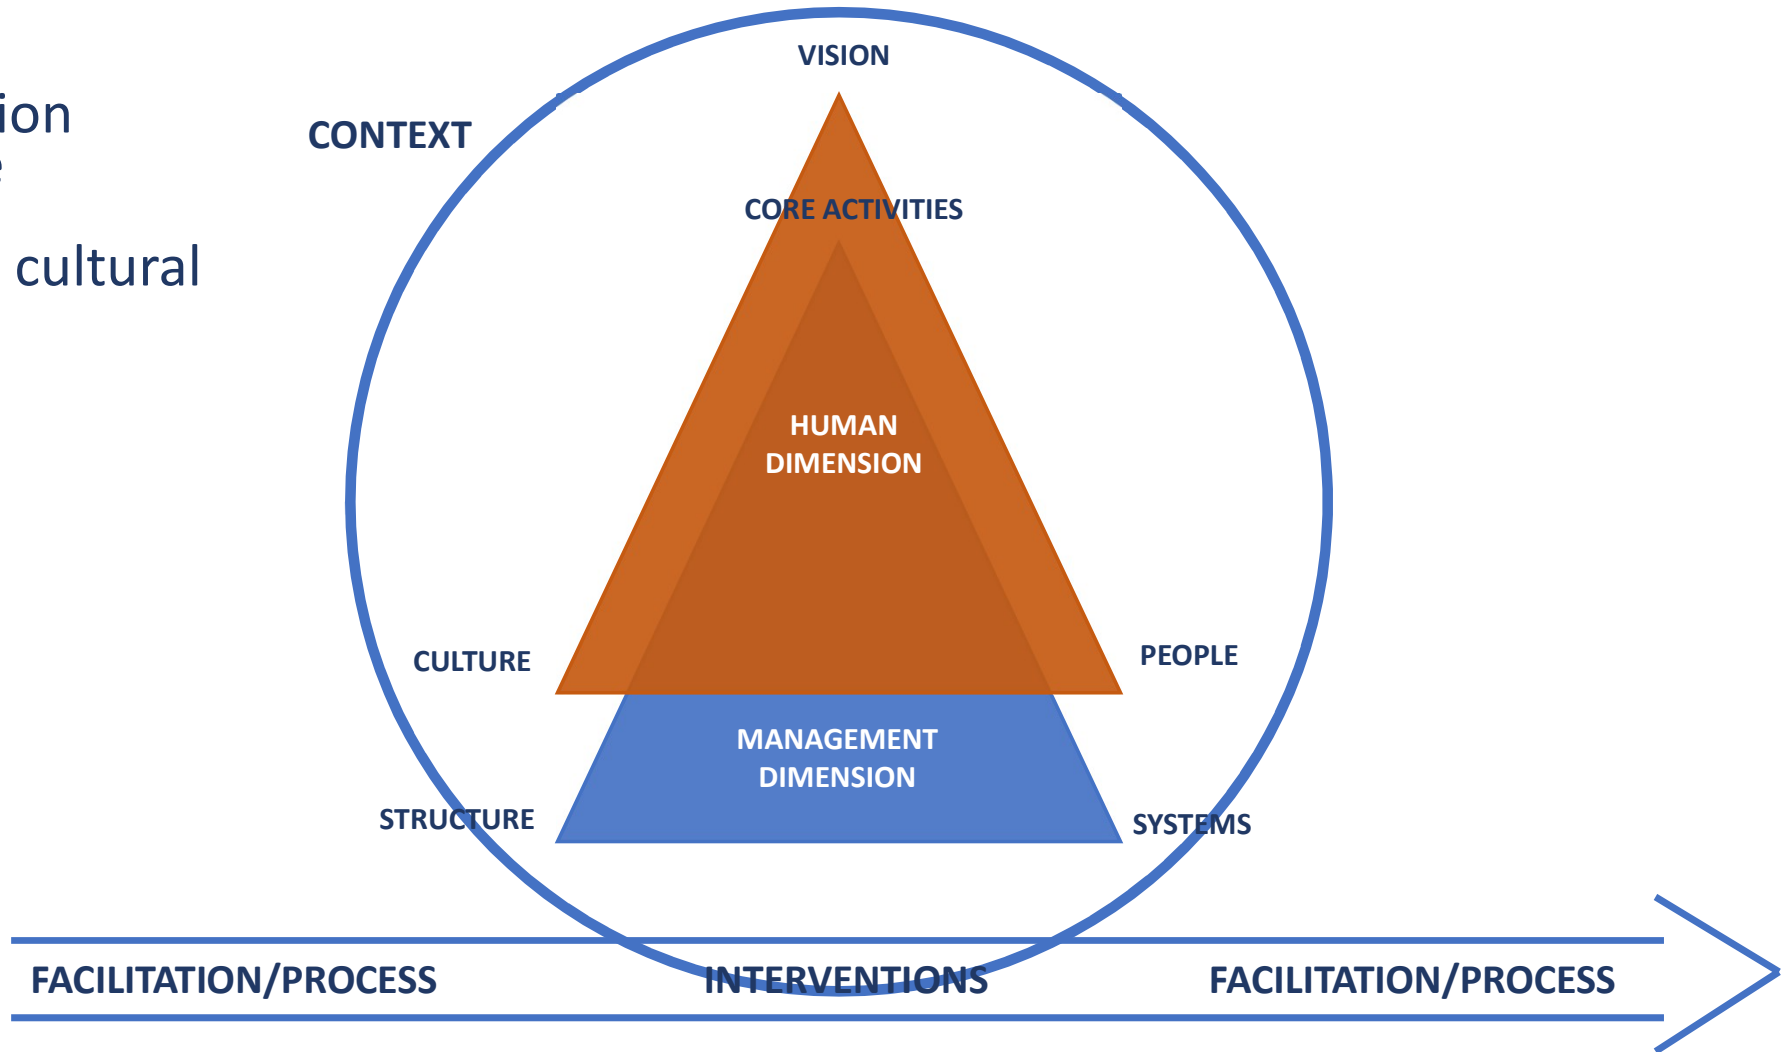 VISION
ion
CONTEXT
cultural
CORE ACTIVITIES
HUMAN
DIMENSION
CULTURE
PEOPLE
MANAGEMENT
DIMENSION
STRUCTURE
SYSTEMS
FACILITATION/PROCESS INTERVENTIONS FACILITATION/PROCESS